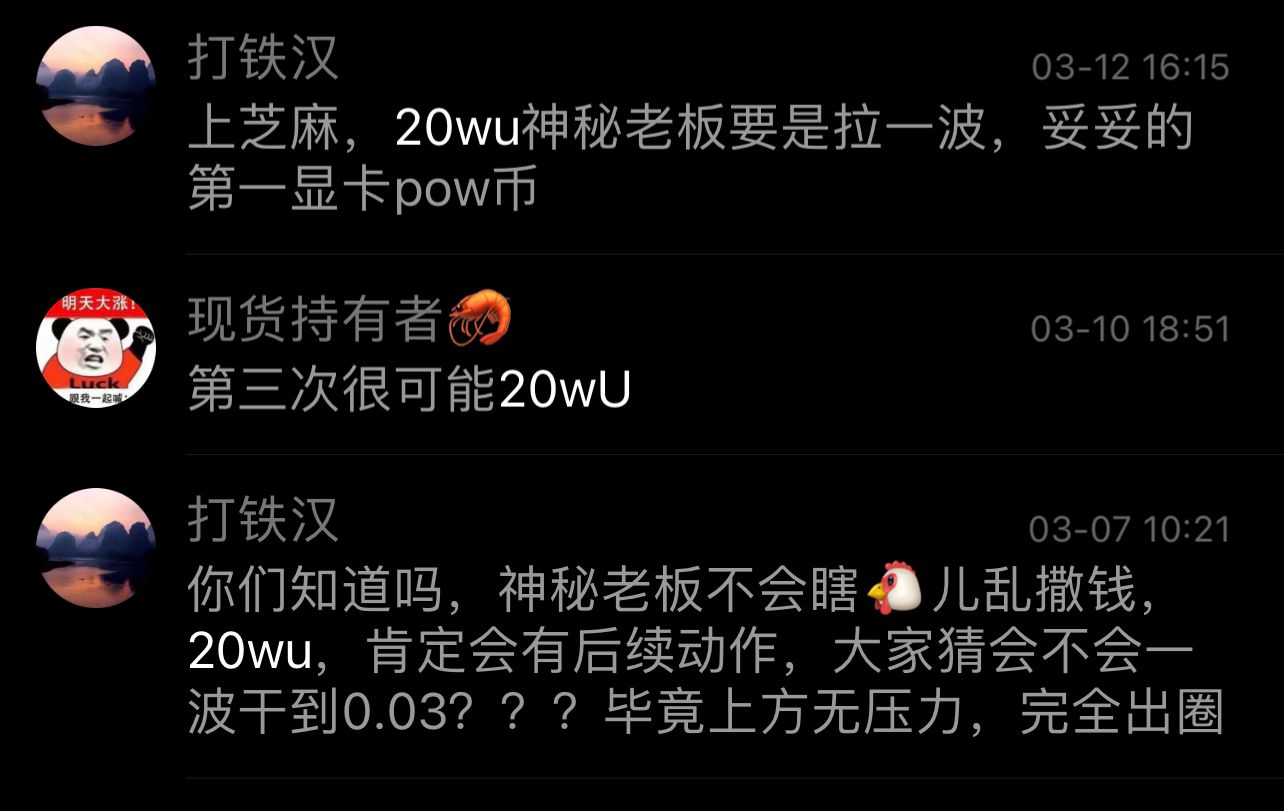 打铁汉
03-12 16:15
上芝麻，20wu神秘老板要是拉一波，妥妥的
第一显卡pow币
明天大涨!
Luck
跟我一起喊:
现货持有者🦐
03-10 18:51
第三次很可能20wU
打铁汉
03-07 10:21
你们知道吗，神秘老板不会瞎🐔儿乱撒钱，
20wu，肯定会有后续动作，大家猜会不会一
波干到0.03？？？毕竟上方无压力，完全出圈